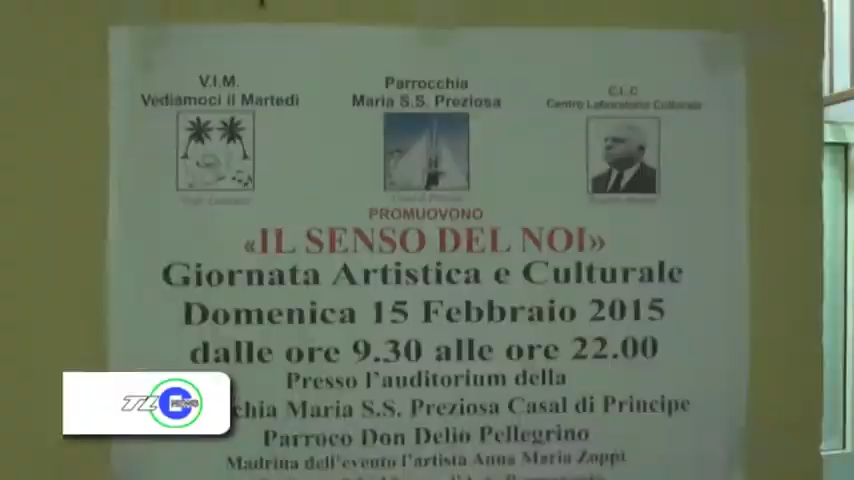 V.I.M.
Vediamoci il Martedì
Parrocchia
Maria S.S. Preziosa
C.L.C
Centro Laboratorio Culturale
PROMUOVONO
«IL SENSO DEL NOI»
Giornata Artistica e Culturale
Domenica 15 Febbraio 2015
dalle ore 9.30 alle ore 22.00
Presso l'auditorium della
chia Maria S.S. Preziosa Casal di Principe
Parroco Don Delio Pellegrino
Madrina dell'evento l'artista Anna Maria Zoppi
TLC NEWS